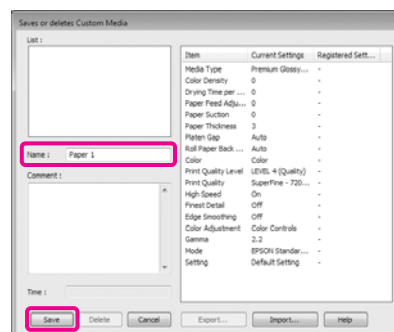 Saves or deletes Custom Media
List :
Name : Paper 1
Comment :
Time :
Save Delete Cancel
Item Current Settings Registered Sett...
Media Type Premium Glossy... -
Color Density 0 -
Drying Time per ... 0 -
Paper Feed Adju... 0 -
Paper Suction 0 -
Paper Thickness 3 -
Platen Gap Auto -
Roll Paper Back ... Auto -
Color Color -
Print Quality Level LEVEL 4 (Quality) -
Print Quality SuperFine - 720... -
High Speed On -
Finest Detail Off -
Edge Smoothing Off -
Color Adjustment Color Controls -
Gamma 2.2 -
Mode EPSON Standar... -
Setting Default Setting -
Export... Import... Help